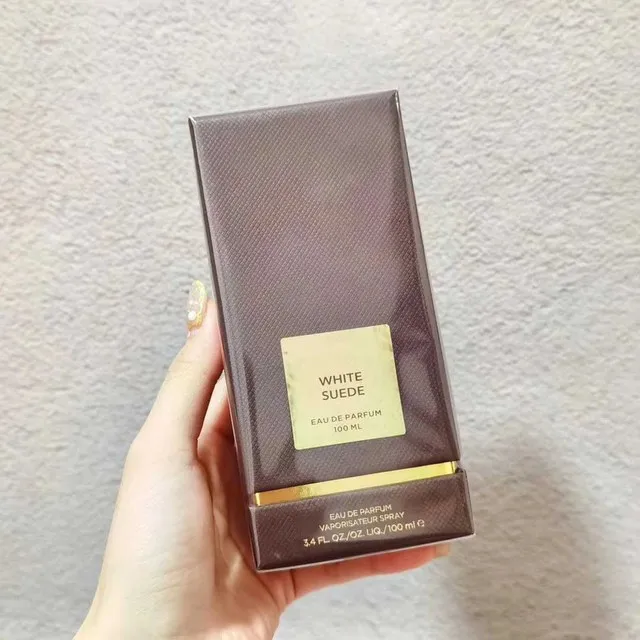 WHITE
SUEDE
EAU DE PARFUM
100 ML
EAU DE PARFUM
VAPORISATEUR SPRAY
3.4 FL. OZ/OZ. LIQ./100 ml ℮